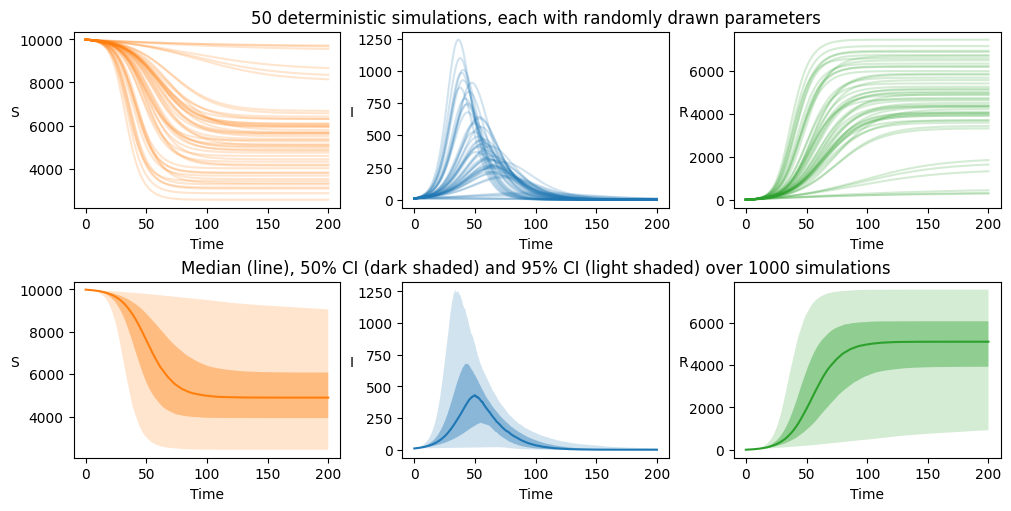 50 deterministic simulations, each with randomly drawn parameters
10000
8000
6000
4000
S
0 50 100 150 200
Time
1250
1000
750
500
250
0
I
0 50 100 150 200
Time
6000
4000
2000
0
R
0 50 100 150 200
Time
Median (line), 50% CI (dark shaded) and 95% CI (light shaded) over 1000 simulations
10000
8000
6000
4000
S
0 50 100 150 200
Time
1250
1000
750
500
250
0
I
0 50 100 150 200
Time
6000
4000
2000
0
R
0 50 100 150 200
Time